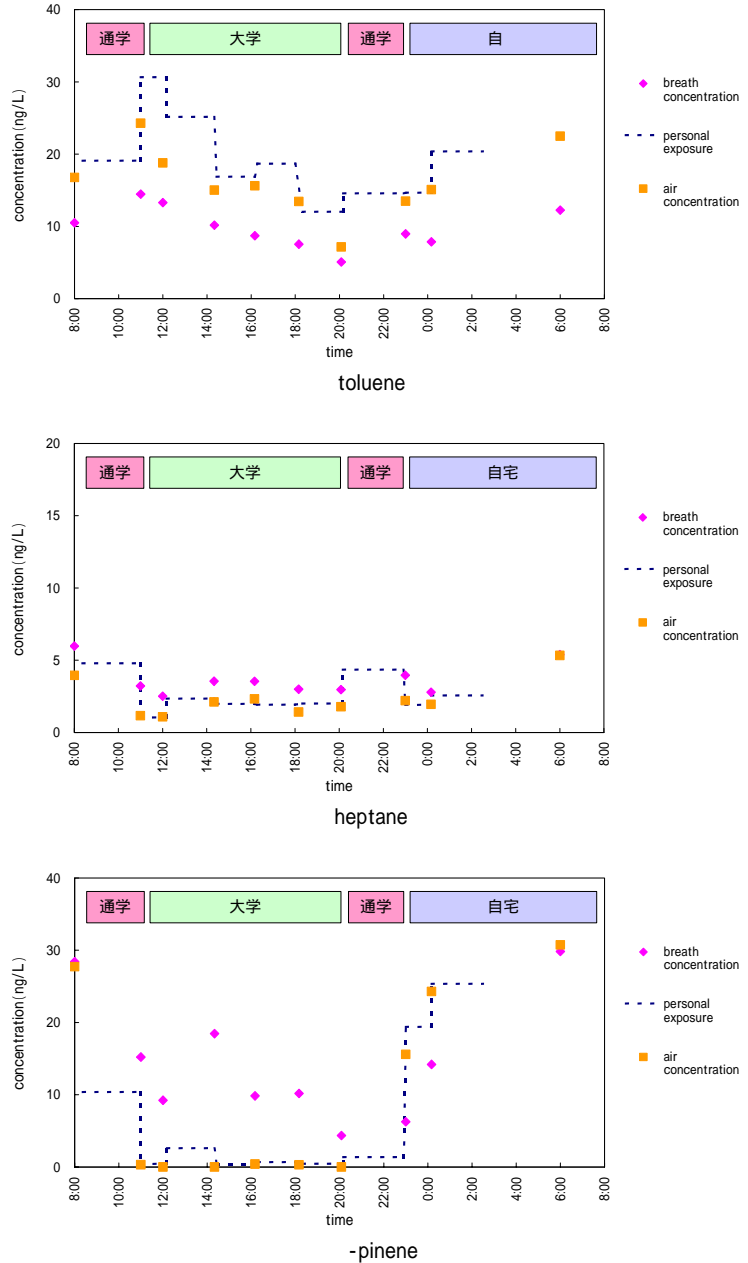 40
通学
大学
通学
自
30
20
10
0
concentration(ng/L)
8:00
10:00
12:00
14:00
16:00
18:00
20:00
22:00
0:00
2:00
4:00
6:00
8:00
time
breath
concentration
personal
exposure
air
concentration
toluene
20
通学
大学
通学
自宅
15
10
5
0
concentration(ng/L)
8:00
10:00
12:00
14:00
16:00
18:00
20:00
22:00
0:00
2:00
4:00
6:00
8:00
time
breath
concentration
personal
exposure
air
concentration
heptane
40
通学
大学
通学
自宅
30
20
10
0
concentration(ng/L)
8:00
10:00
12:00
14:00
16:00
18:00
20:00
22:00
0:00
2:00
4:00
6:00
8:00
time
breath
concentration
personal
exposure
air
concentration
-pinene